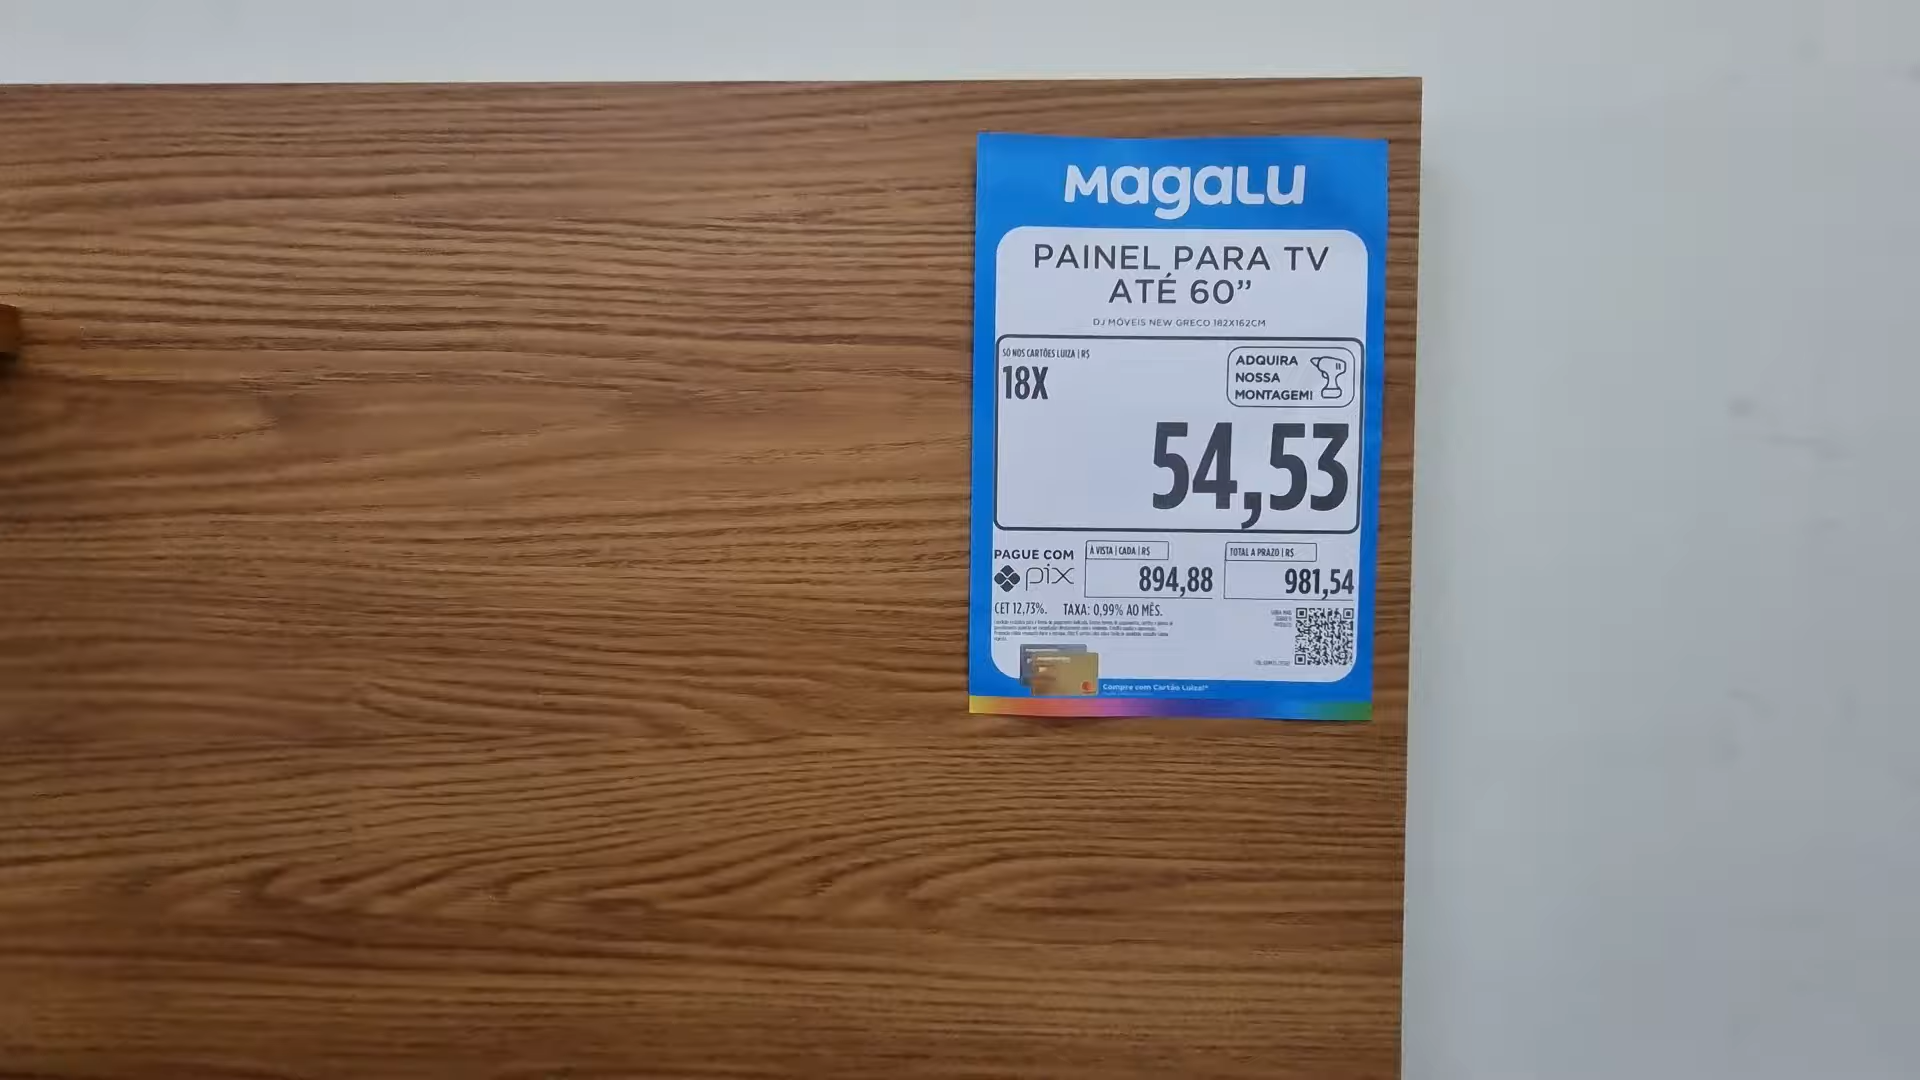 MAGALU
PAINEL PARA TV
ATÉ 60”
DJ MÓVEIS NEW GRECO 182X162CM
SÓ NOS CARTÕES LUIZA | R$
18X
ADQUIRA
NOSSA
MONTAGEM!
54,53
PAGUE COM
pix
À VISTA | CADA | R$
894,88
TOTAL A PRAZO | R$
981,54
CET 12,73%. TAXA: 0,99% AO MÊS.
Compre com Cartão Luiza!*